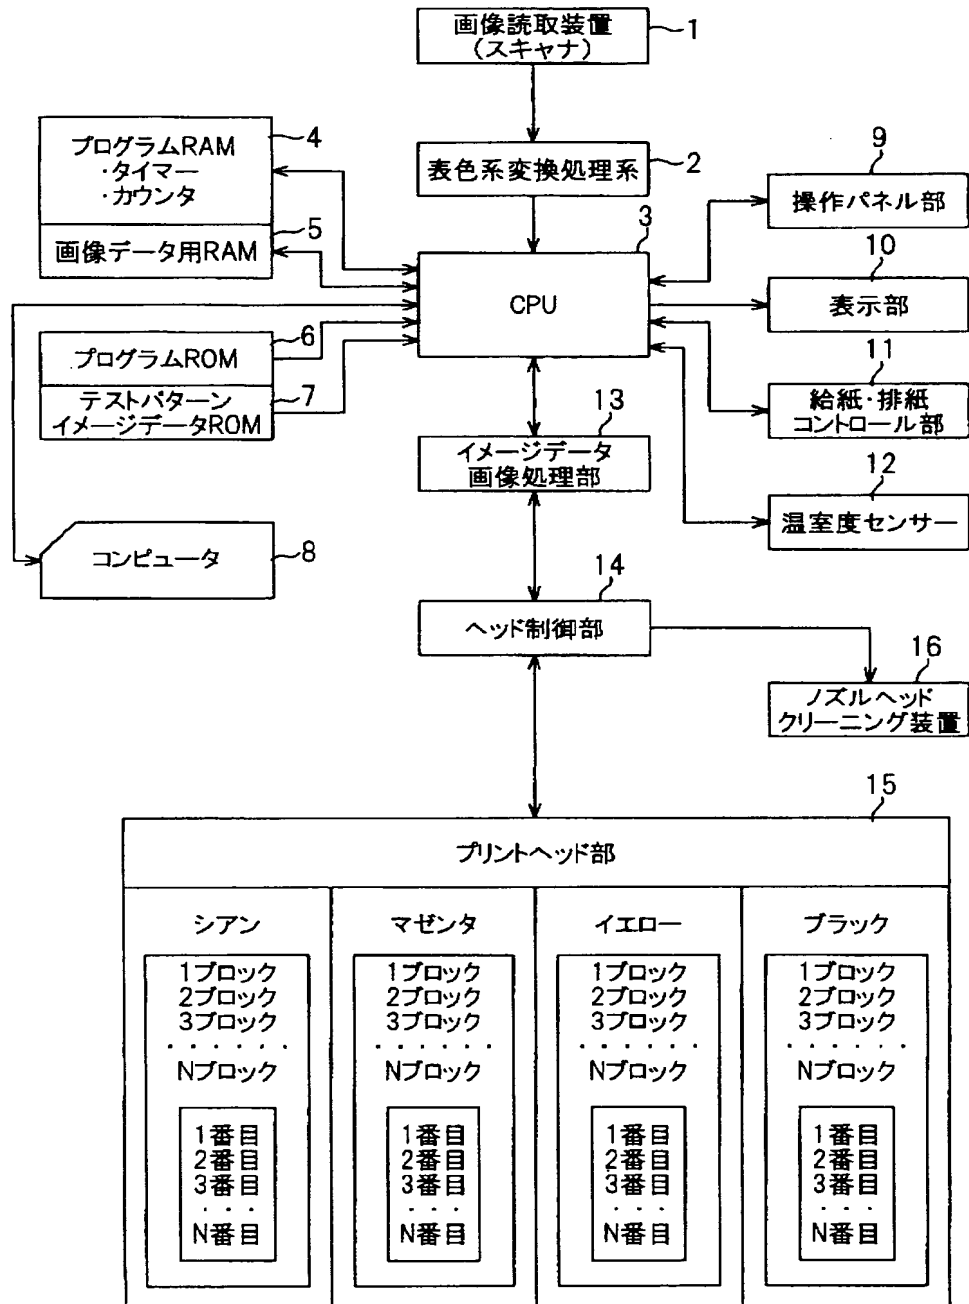 画像読取装置
(スキャナ)
1
表色系変換処理系
2
プログラムRAM
・タイマー
・カウンタ
4
画像データ用RAM
5
CPU
3
プログラムROM
6
テストパターン
イメージデータROM
7
コンピュータ
8
操作パネル部
9
表示部
10
給紙・排紙
コントロール部
11
温室度センサー
12
イメージデータ
画像処理部
13
ヘッド制御部
14
ノズルヘッド
クリーニング装置
16
プリントヘッド部
15
シアン
1ブロック
2ブロック
3ブロック
・・・・・・
Nブロック
1番目
2番目
3番目
・・・
N番目
マゼンタ
1ブロック
2ブロック
3ブロック
・・・・・・
Nブロック
1番目
2番目
3番目
・・・
N番目
イエロー
1ブロック
2ブロック
3ブロック
・・・・・・
Nブロック
1番目
2番目
3番目
・・・
N番目
ブラック
1ブロック
2ブロック
3ブロック
・・・・・・
Nブロック
1番目
2番目
3番目
・・・
N番目